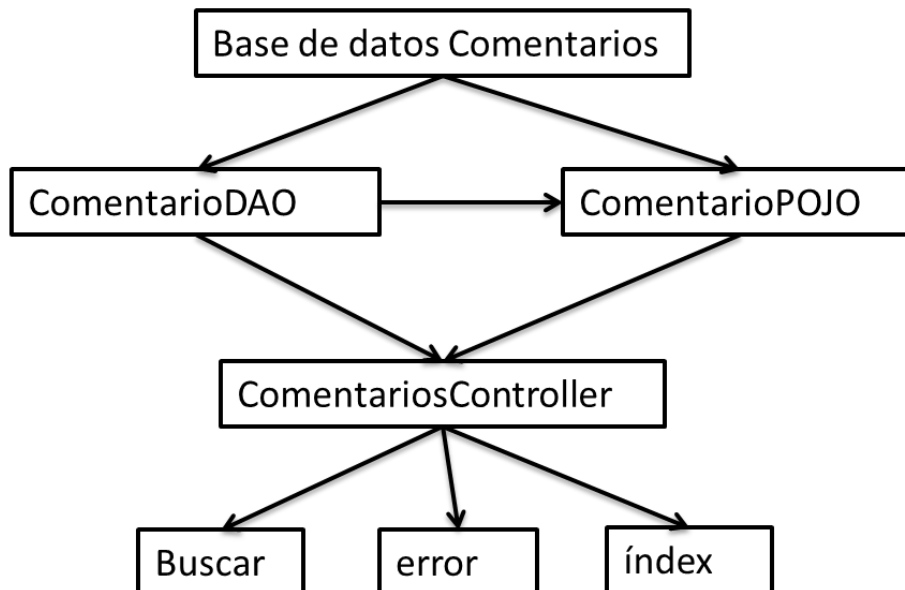 Base de datos Comentarios
ComentarioDAO
ComentarioPOJO
ComentariosController
Buscar
error
índex